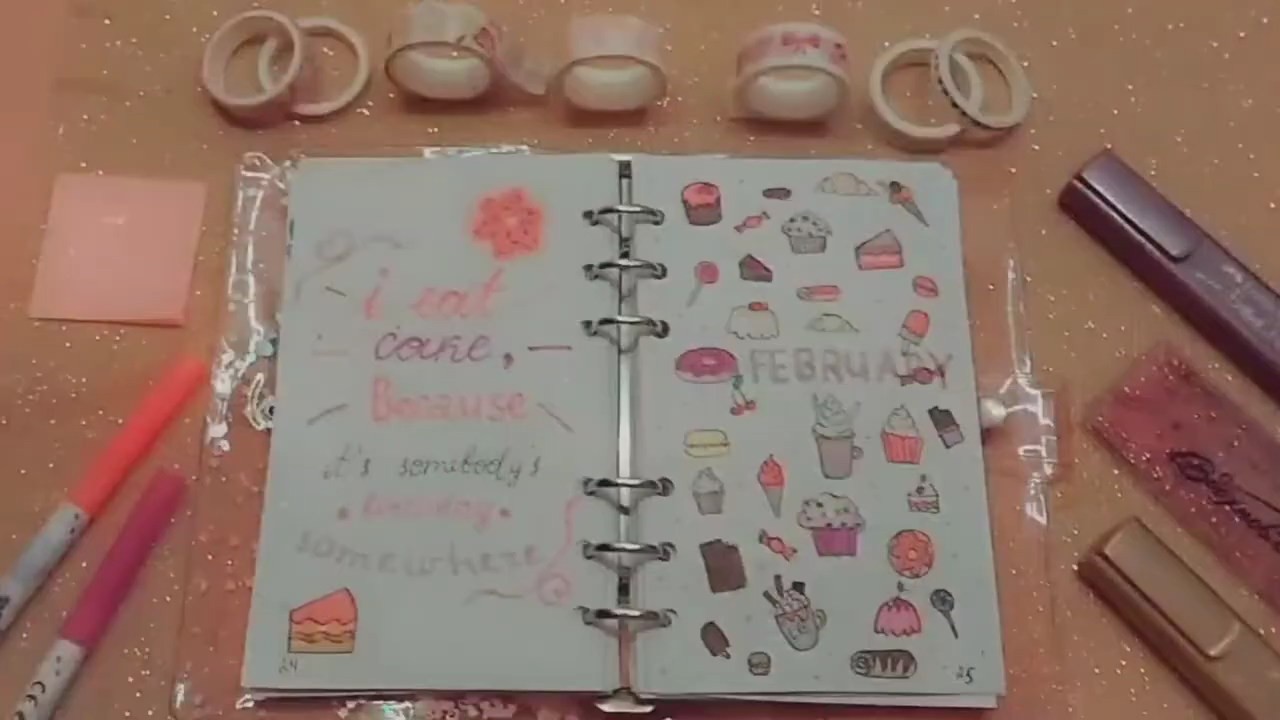 i eat
cake,
Because
it's somebody's
birthday
somewhere
24
FEBRUARY
25